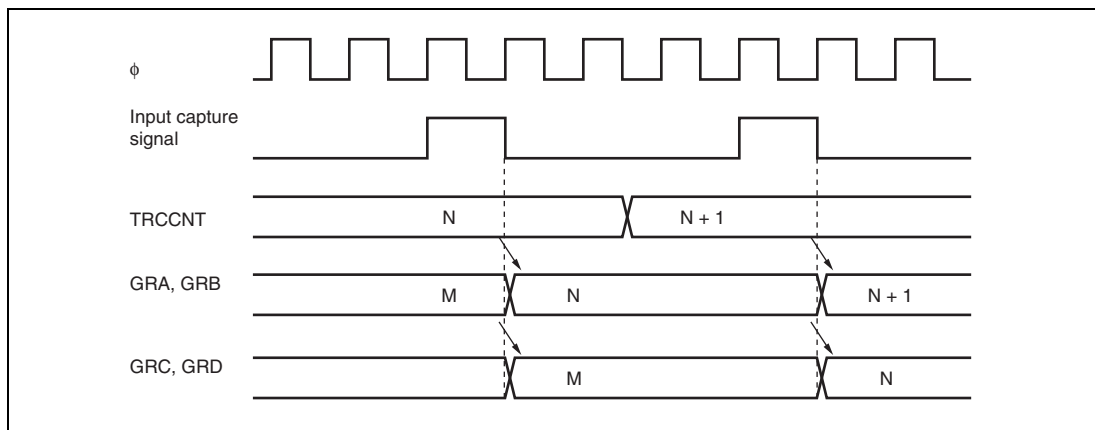 ϕ
Input capture
signal
TRCCNT N N + 1
GRA, GRB M N N + 1
GRC, GRD M N